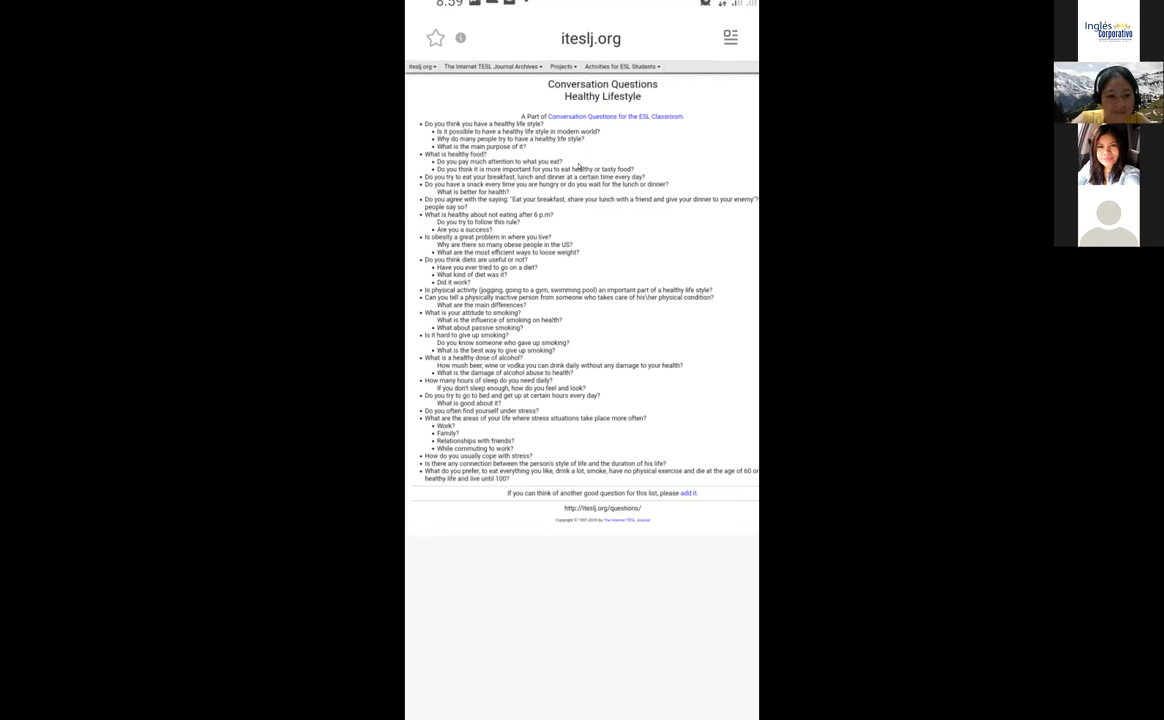 8:59
iteslj.org
iteslj.org The Internet TESL Journal Archives Projects Activities for ESL Students
Conversation Questions
Healthy Lifestyle
A Part of Conversation Questions for the ESL Classroom.
Do you think you have a healthy life style?
Is it possible to have a healthy life style in modern world?
Why do many people try to have a healthy life style?
What is the main purpose of it?
What is healthy food?
Do you pay much attention to what you eat?
Do you think it is more important for you to eat healthy or tasty food?
Do you try to eat your breakfast, lunch and dinner at a certain time every day?
Do you have a snack every time you are hungry or do you wait for the lunch or dinner?
What is better for health?
Do you agree with the saying: "Eat your breakfast, share your lunch with a friend and give your dinner to your enemy"?
people say so?
What is healthy about not eating after 6 p.m?
Do you try to follow this rule?
Are you a success?
Is obesity a great problem in where you live?
Why are there so many obese people in the US?
What are the most efficient ways to loose weight?
Do you think diets are useful or not?
Have you ever tried to go on a diet?
What kind of diet was it?
Did it work?
Is physical activity (jogging, going to a gym, swimming pool) an important part of a healthy life style?
Can you tell a physically inactive person from someone who takes care of his\her physical condition?
What are the main differences?
What is your attitude to smoking?
What is the influence of smoking on health?
What about passive smoking?
Is it hard to give up smoking?
Do you know someone who gave up smoking?
What is the best way to give up smoking?
What is a healthy dose of alcohol?
How mush beer, wine or vodka you can drink daily without any damage to your health?
What is the damage of alcohol abuse to health?
How many hours of sleep do you need daily?
If you don't sleep enough, how do you feel and look?
Do you try to go to bed and get up at certain hours every day?
What is good about it?
Do you often find yourself under stress?
What are the areas of your life where stress situations take place more often?
Work?
Family?
Relationships with friends?
While commuting to work?
How do you usually cope with stress?
Is there any connection between the person's style of life and the duration of his life?
What do you prefer, to eat everything you like, drink a lot, smoke, have no physical exercise and die at the age of 60 or
healthy life and live until 100?
If you can think of another good question for this list, please add it.
http://iteslj.org/questions/
Copyright © 1997-2010 by The Internet TESL Journal
Inglés
Corporativo